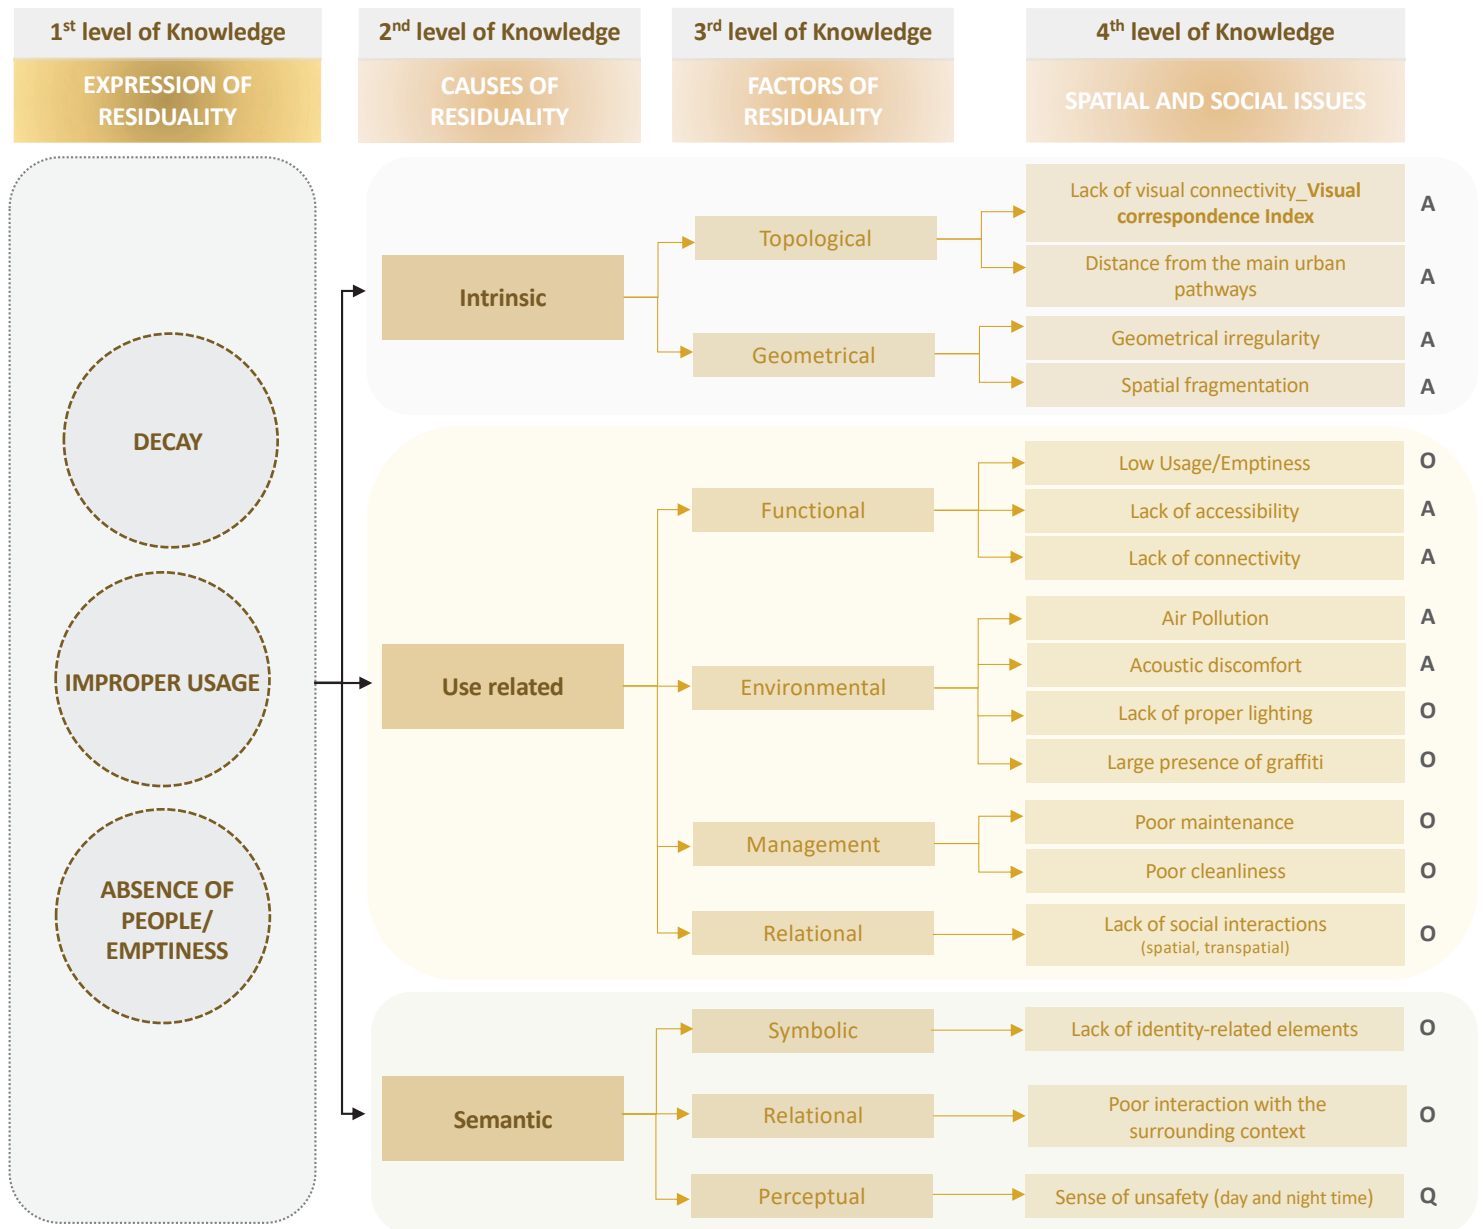 1st level of Knowledge
2nd level of Knowledge
3rd level of Knowledge
4th level of Knowledge
EXPRESSION OF
RESIDUALITY
CAUSES OF
RESIDUALITY
FACTORS OF
RESIDUALITY
SPATIAL AND SOCIAL ISSUES
DECAY
IMPROPER USAGE
ABSENCE OF
PEOPLE/
EMPTINESS
Intrinsic
Topological
Lack of visual connectivity_Visual
correspondence Index
A
Distance from the main urban
pathways
A
Geometrical
Geometrical irregularity
A
Spatial fragmentation
A
Use related
Functional
Low Usage/Emptiness
O
Lack of accessibility
A
Lack of connectivity
A
Environmental
Air Pollution
A
Acoustic discomfort
A
Lack of proper lighting
O
Large presence of graffiti
O
Management
Poor maintenance
O
Poor cleanliness
O
Relational
Lack of social interactions
(spatial, transpatial)
O
Semantic
Symbolic
Lack of identity-related elements
O
Relational
Poor interaction with the
surrounding context
O
Perceptual
Sense of unsafety (day and night time)
Q